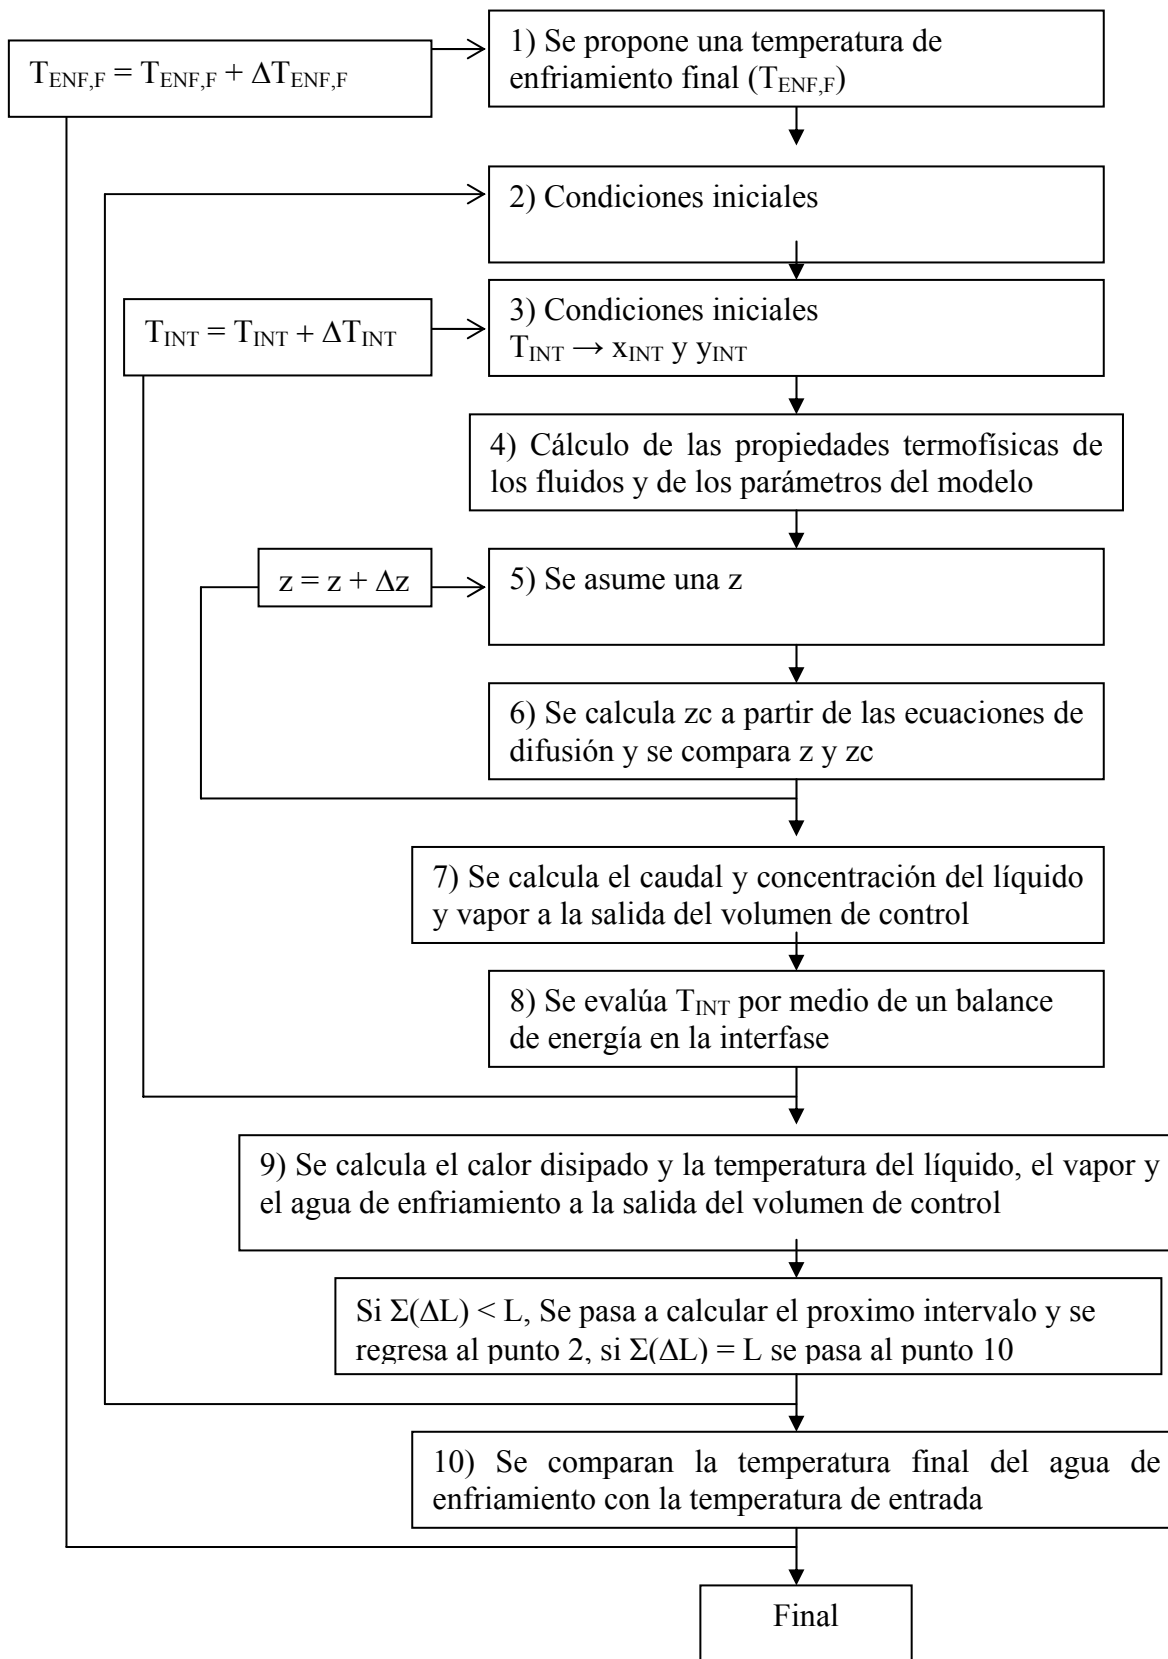 1) Se propone una temperatura de
enfriamiento final (T_ENF,F)
T_ENF,F = T_ENF,F + ΔT_ENF,F
2) Condiciones iniciales
3) Condiciones iniciales
T_INT → x_INT y y_INT
T_INT = T_INT + ΔT_INT
4) Cálculo de las propiedades termofísicas de
los fluidos y de los parámetros del modelo
z = z + Δz
5) Se asume una z
6) Se calcula zc a partir de las ecuaciones de
difusión y se compara z y zc
7) Se calcula el caudal y concentración del líquido
y vapor a la salida del volumen de control
8) Se evalúa T_INT por medio de un balance
de energía en la interfase
9) Se calcula el calor disipado y la temperatura del líquido, el vapor y
el agua de enfriamiento a la salida del volumen de control
Si Σ(ΔL) < L, Se pasa a calcular el proximo intervalo y se
regresa al punto 2, si Σ(ΔL) = L se pasa al punto 10
10) Se comparan la temperatura final del agua de
enfriamiento con la temperatura de entrada
Final